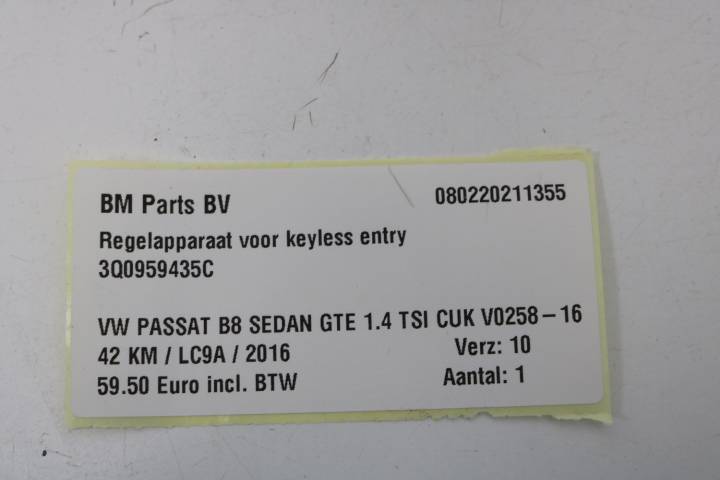 BM Parts BV 080220211355
Regelapparaat voor keyless entry
3Q0959435C
VW PASSAT B8 SEDAN GTE 1.4 TSI CUK V0258-16
42 KM / LC9A / 2016 Verz: 10
59.50 Euro incl. BTW Aantal: 1